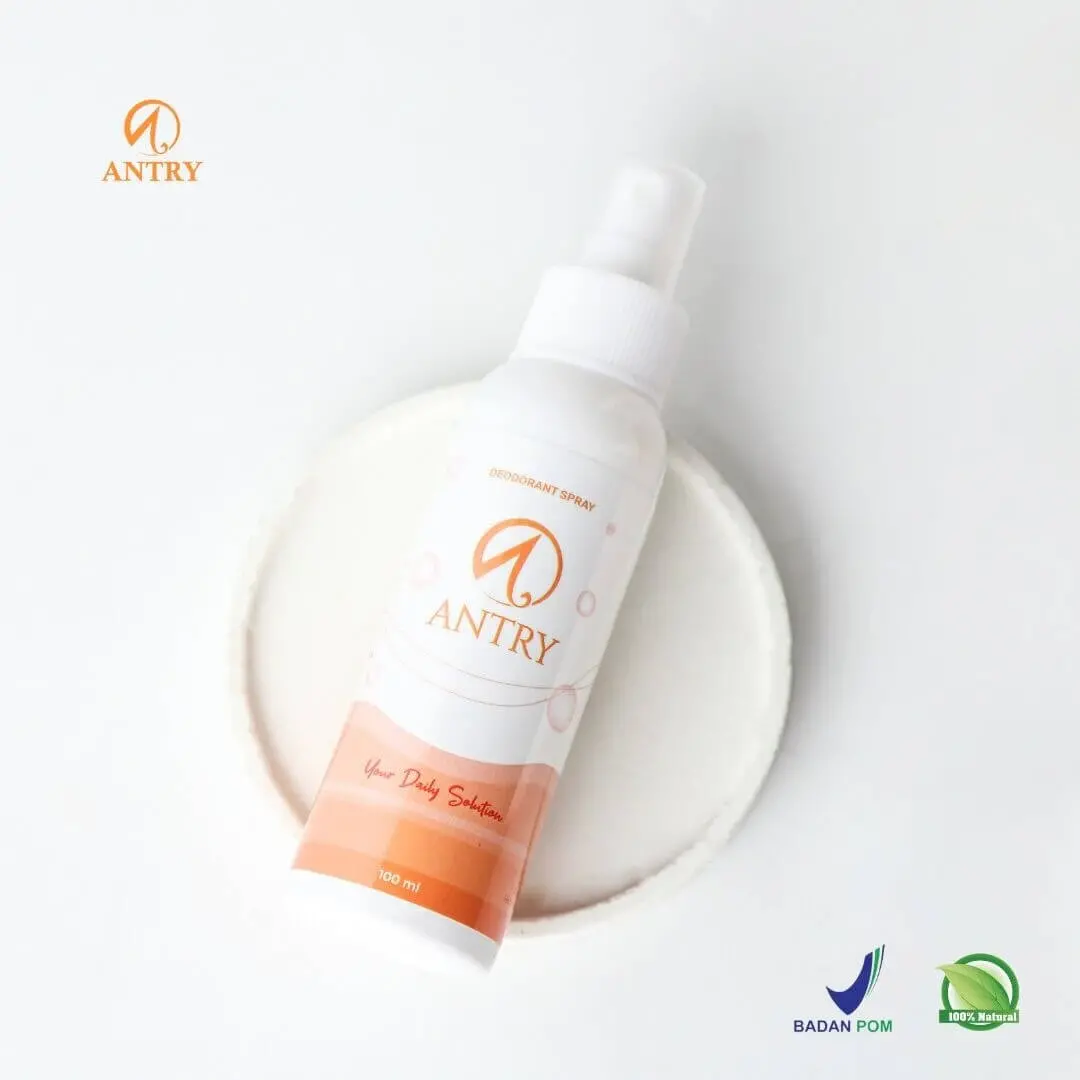 ANTRY
DEODORANT SPRAY
ANTRY
Your Daily Solution
100 ml
BADAN POM
100% Natural